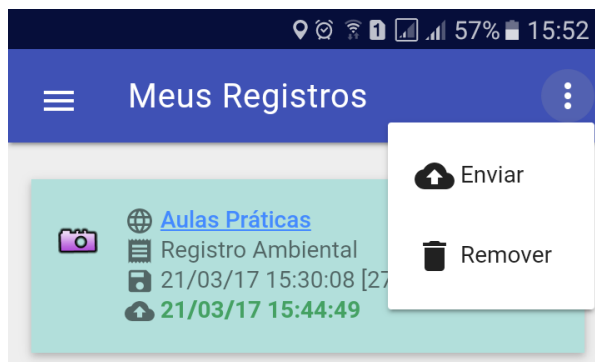 57% 15:52
Meus Registros
Enviar
Remover
Aulas Práticas
Registro Ambiental
21/03/17 15:30:08 [27
21/03/17 15:44:49